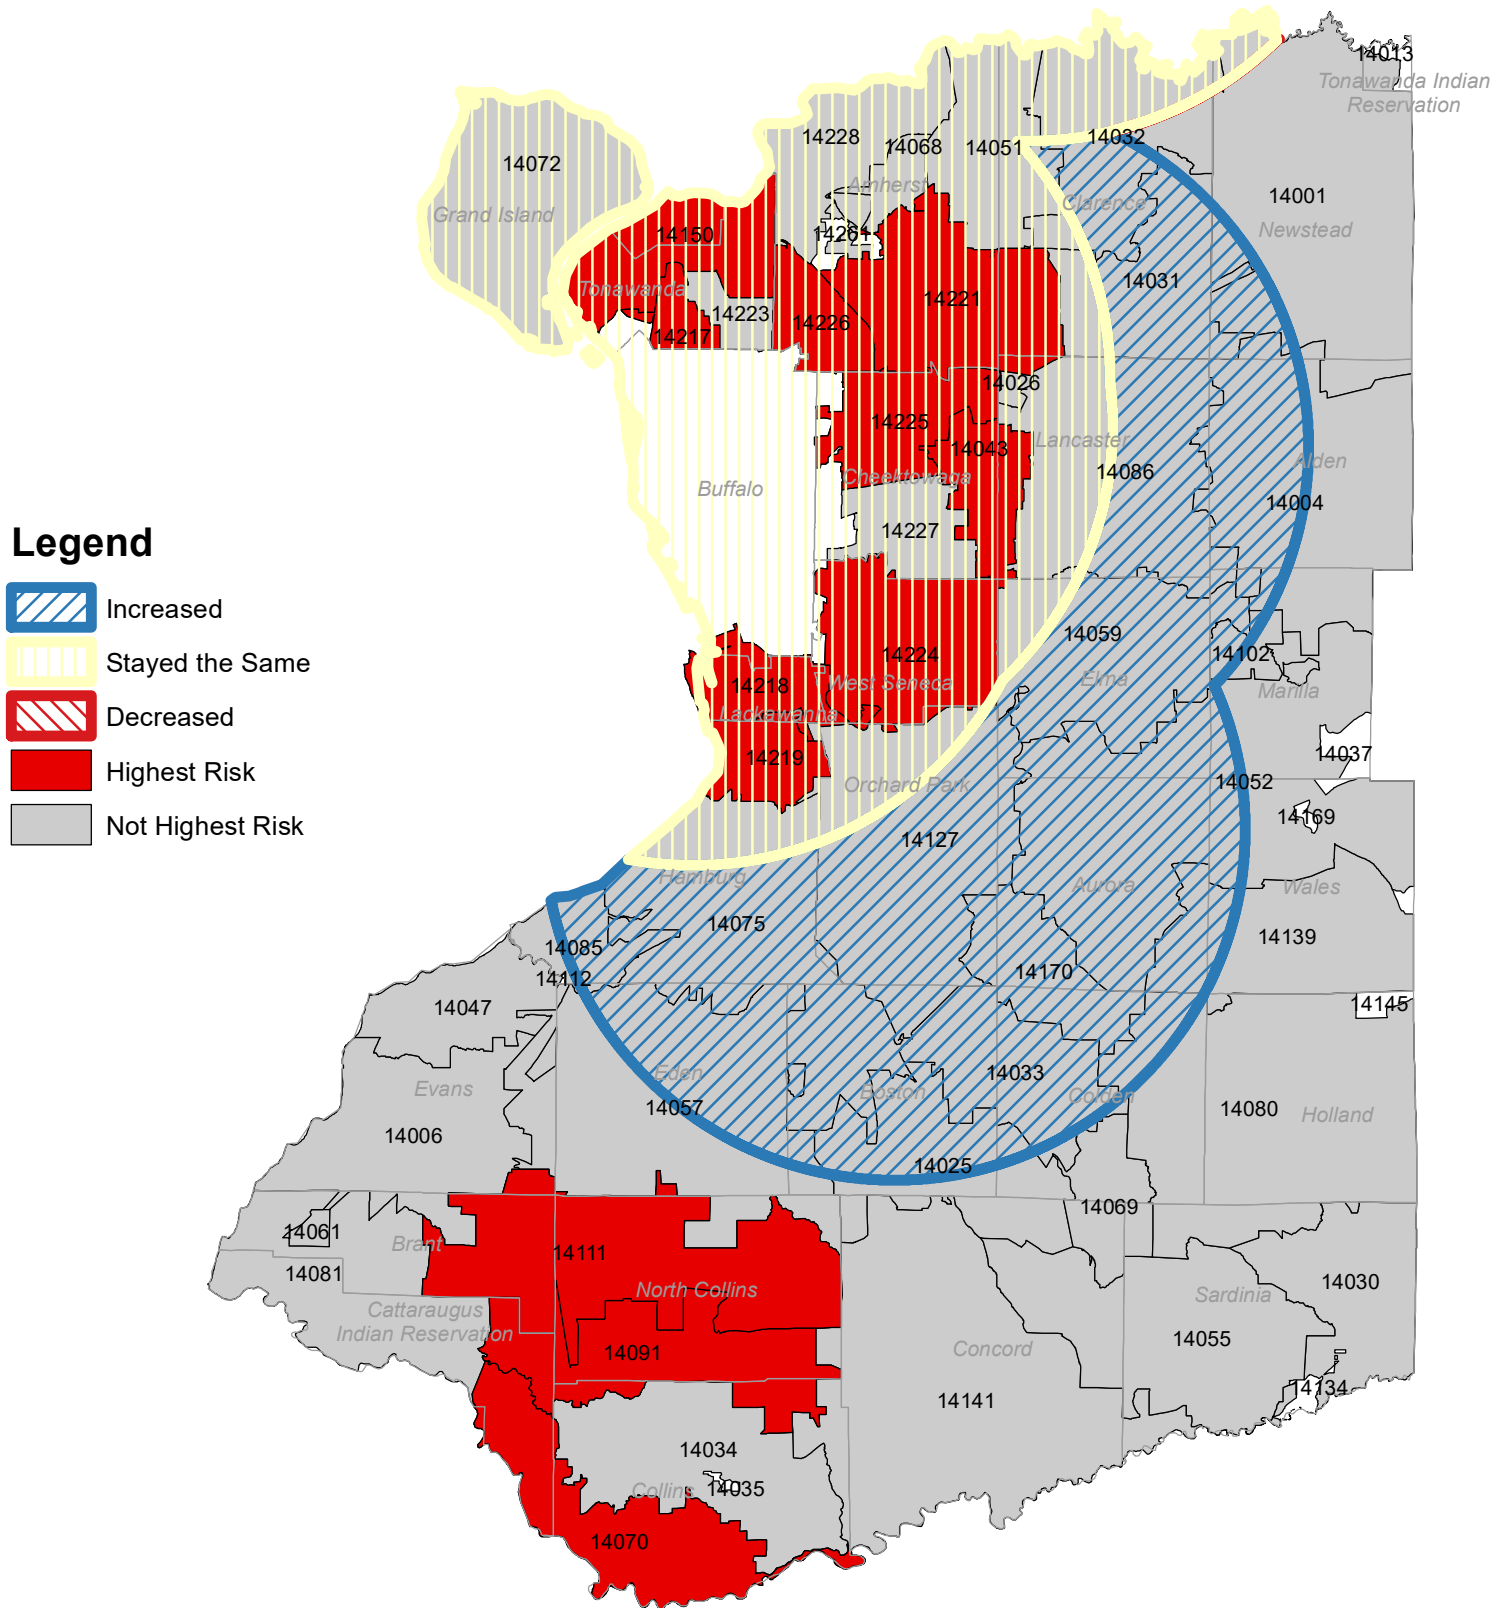 14013
Tonawanda Indian
Reservation
14228
14068
14051
14032
14072
Amherst
14001
Clarence
Grand Island
Newstead
14150
14261
14031
Tonawanda
14221
14223
14226
14217
14026
14225
Lancaster
14043
Alden
14086
Cheektowaga
Buffalo
14004
14227
Legend
Increased
Stayed the Same
Decreased
Highest Risk
Not Highest Risk
14059
14224
14102
Elma
West Seneca
14218
Marilla
Lackawanna
14037
14219
14052
Orchard Park
14169
14127
Hamburg
Aurora
Wales
14075
14085
14139
14112
14170
14047
14145
Eden
14033
Evans
Boston
Colden
14057
14080
Holland
14006
14025
14069
14061
Brant
14111
14081
14030
North Collins
Sardinia
Cattaraugus
Indian Reservation
14055
Concord
14091
14134
14141
14034
14035
Collins
14070